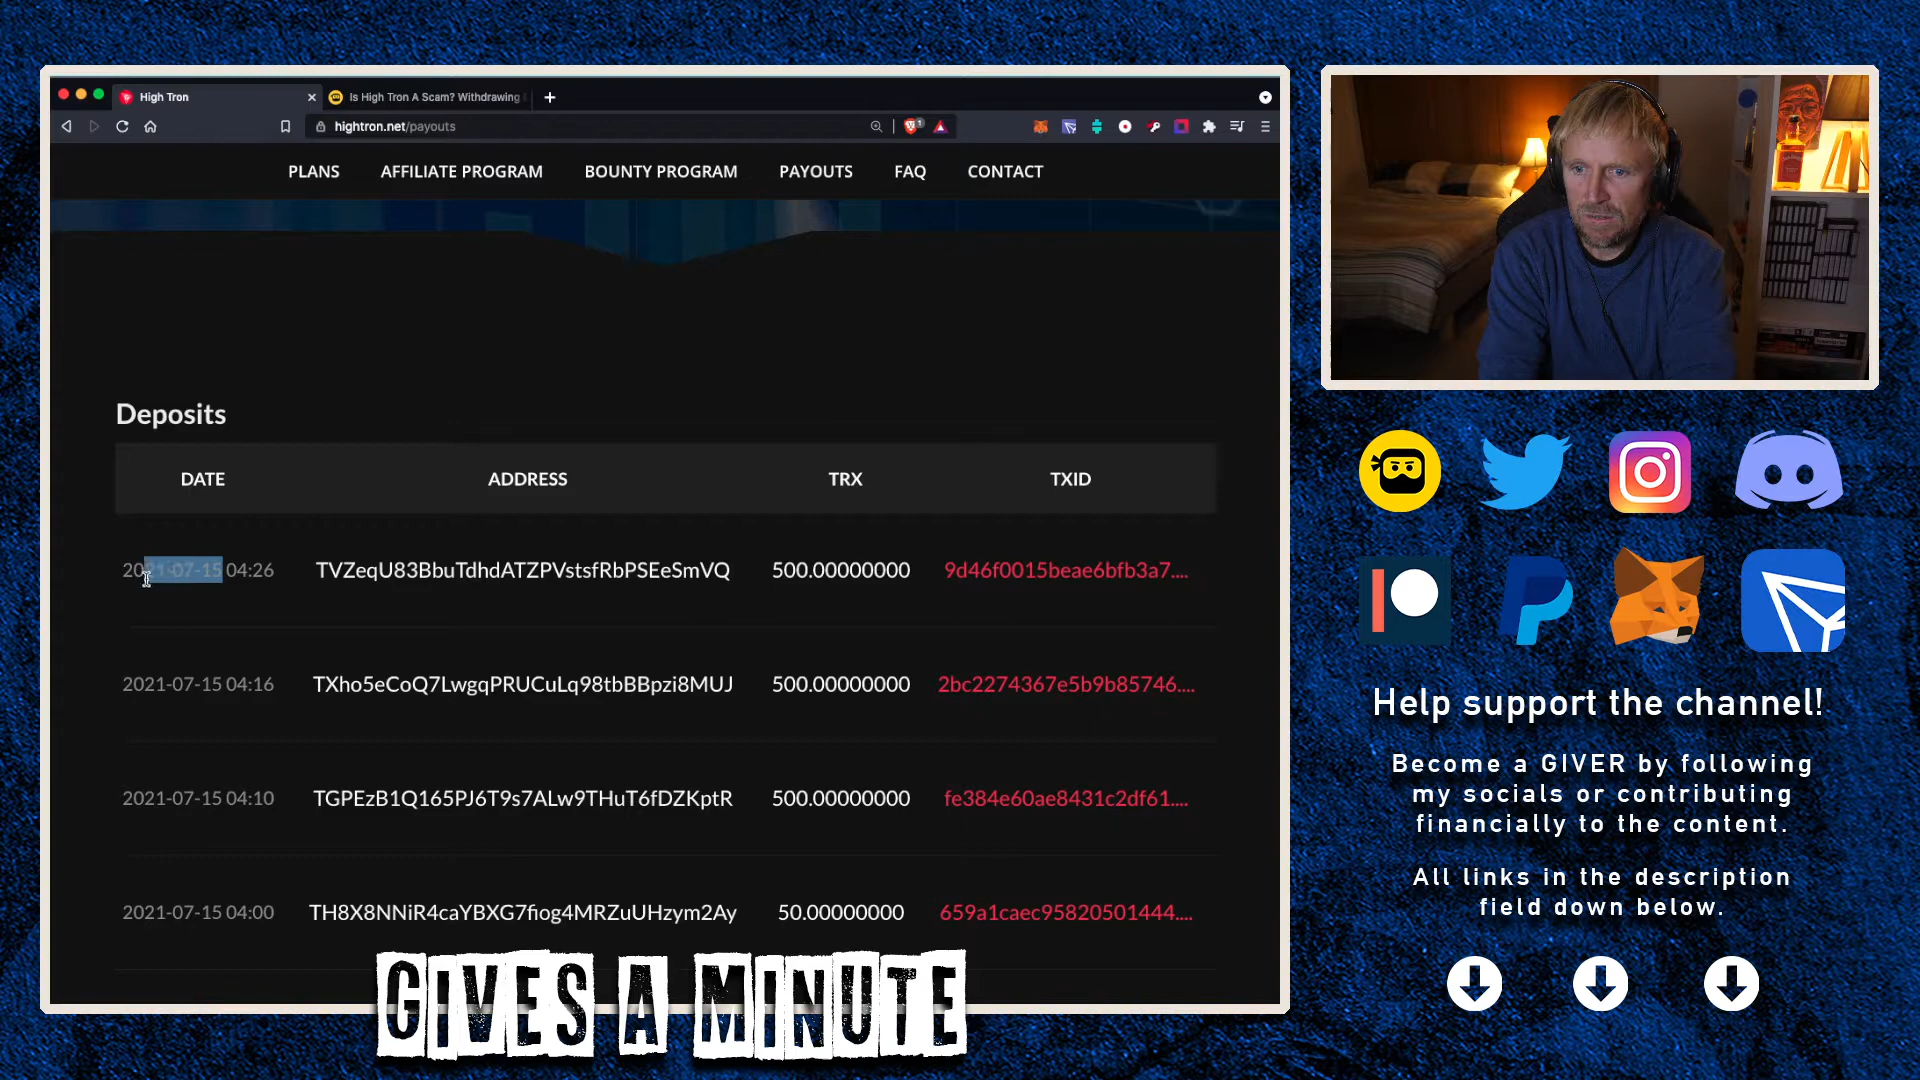 High Tron
Is High Tron A Scam? Withdrawing
hightron.net/payouts
PLANS
AFFILIATE PROGRAM
BOUNTY PROGRAM
PAYOUTS
FAQ
CONTACT
Deposits
DATE ADDRESS TRX TXID
2021-07-15 04:26 TVZeqU83BbuTdhdATZPVstsfRbPSEeSmVQ 500.00000000 9d46f0015beae6bfb3a7....
2021-07-15 04:16 TXho5eCoQ7LwgqPRUCuLq98tbBBpzi8MUJ 500.00000000 2bc2274367e5b9b85746....
2021-07-15 04:10 TGPEzB1Q165PJ6T9s7ALw9THuT6fDZKptR 500.00000000 fe384e60ae8431c2df61....
2021-07-15 04:00 TH8X8NNiR4caYBXG7fiog4MRZuUHzym2Ay 50.00000000 659a1caec95820501444....
GIVES A MINUTE
Help support the channel!
Become a GIVER by following
my socials or contributing
financially to the content.
All links in the description
field down below.